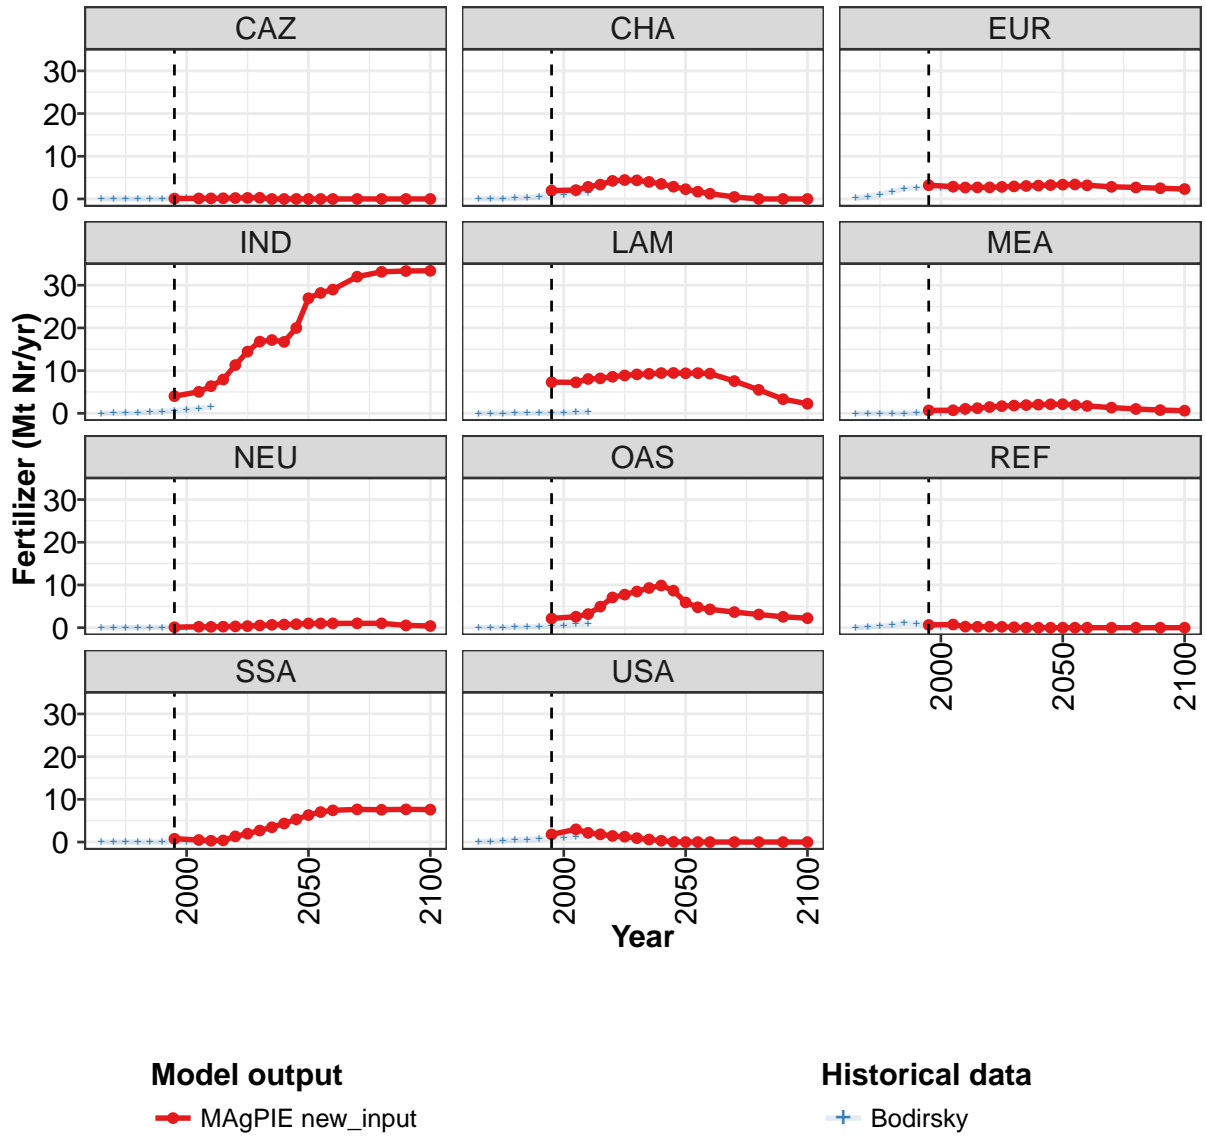 CAZ CHA EUR
30
20
10
0
IND LAM MEA
30
20
10
0
NEU OAS REF
30
20
10
0
SSA USA
30
20
10
0
2000 2050 2100
2000 2050 2100
2000 2050 2100
Fertilizer (Mt Nr/yr)
Year
Model output
MAgPIE new_input
Historical data
Bodirsky